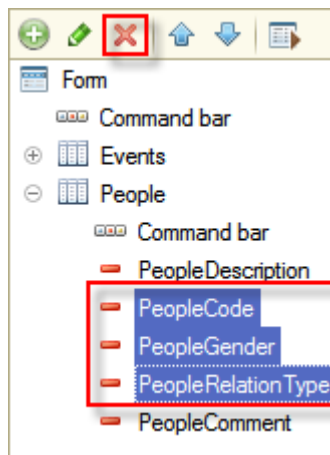 Form
Command bar
Events
People
Command bar
PeopleDescription
PeopleCode
PeopleGender
PeopleRelationType
PeopleComment